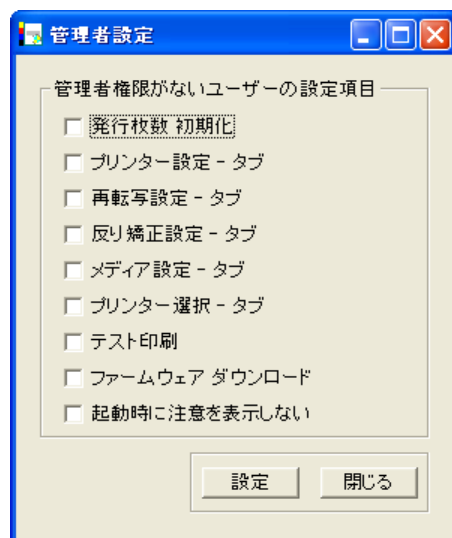 管理者設定
管理者権限がないユーザーの設定項目
発行枚数 初期化
プリンター設定 - タブ
再転写設定 - タブ
反り矯正設定 - タブ
メディア設定 - タブ
プリンター選択 - タブ
テスト印刷
ファームウェア ダウンロード
起動時に注意を表示しない
設定 閉じる